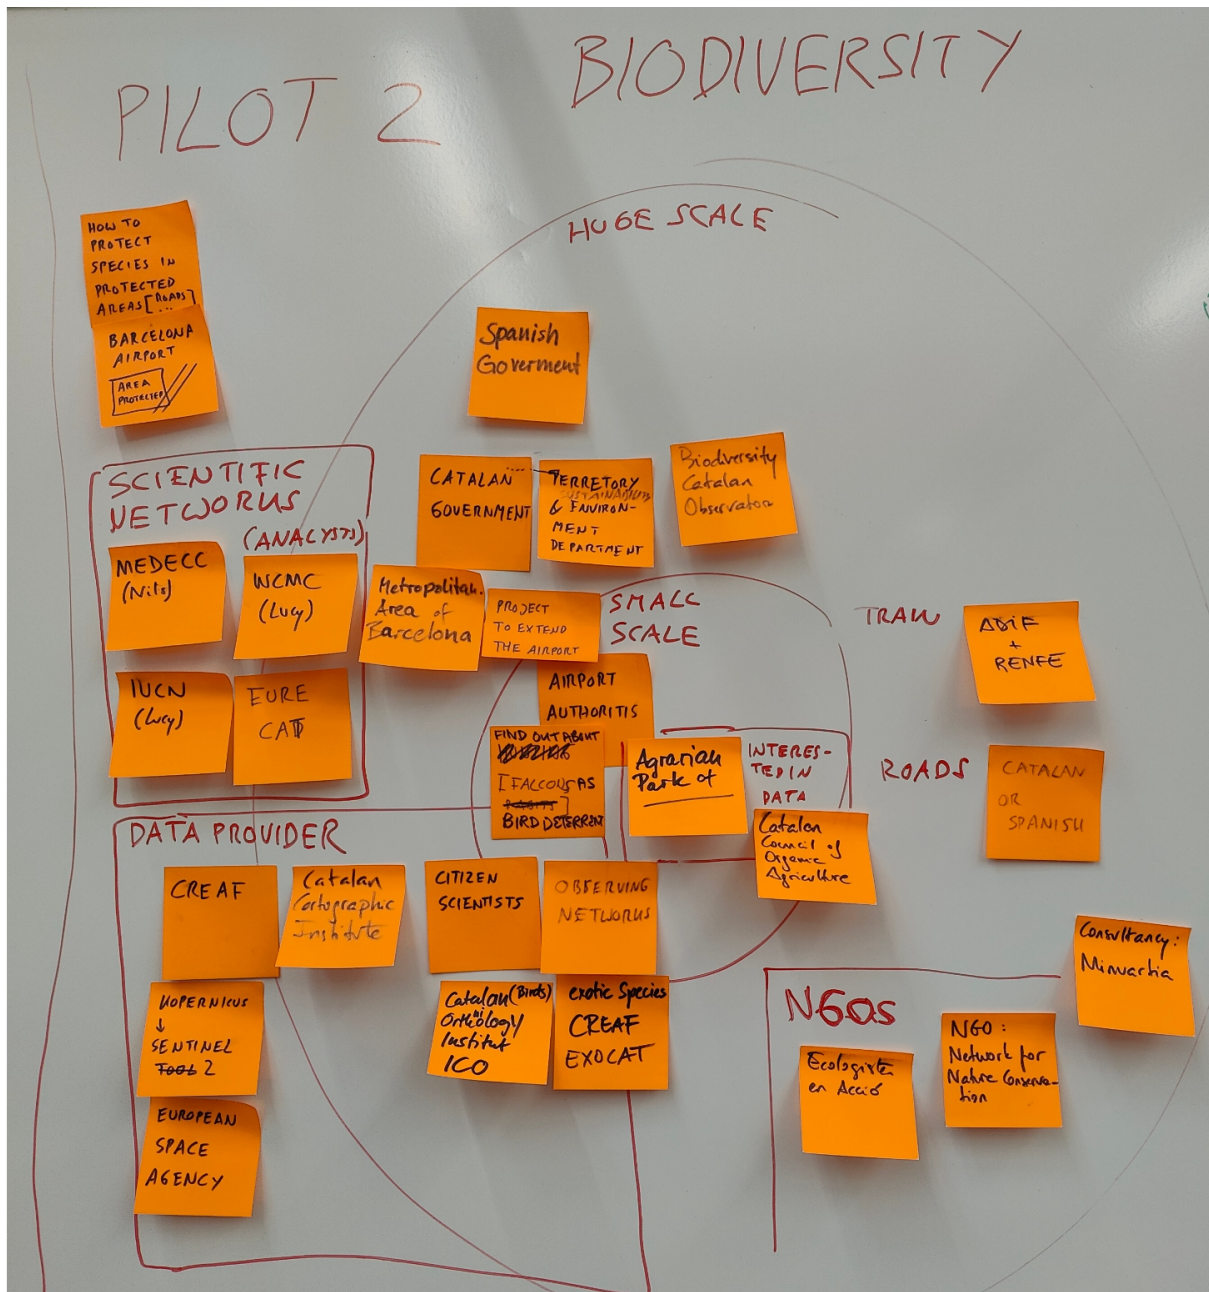 PILOT 2
BIODIVERSITY
HUGE SCALE
HOW TO
PROTECT
SPECIES IN
PROTECTED
AREAS [ROADS]
...
BARCELONA
AIRPORT
AREA
PROTECTED
Spanish
Goverment
CATALAN
GOVERNMENT
TERRETORY
SUSTAINABILITY
& ENVIRON-
MENT
DEPARTMENT
Biodiversity
Catalan
Observatori
SCIENTIFIC
NETWORKS
(ANALYSTS)
MEDECC
(Nils)
WCMC
(Lucy)
IUCN
(Lucy)
EURE
CAT
Metropolitan.
Area of
Barcelona
PROJECT
TO EXTEND
THE AIRPORT
SMALL
SCALE
AIRPORT
AUTHORITIS
FIND OUT ABOUT
FALCONS AS
BIRD DETERRENT
Agrarian
Park of
INTERES-
TED IN
DATA
Catalan
Council of
Organic
Agriculture
TRAIN
ADIF
+
RENFE
ROADS
CATALAN
OR
SPANISH
DATA PROVIDER
CREAF
Catalan
Cartographic
Institute
CITIZEN
SCIENTISTS
OBSERVING
NETWORKS
KOPERNICUS
↓
SENTINEL
TOOL 2
EUROPEAN
SPACE
AGENCY
Catalan (Birds)
Institut
ICO
exotic Species
CREAF
EXOCAT
NGOS
Ecologistes
en Acció
NGO:
Network for
Nature Conserva-
tion
Consultancy:
Minuartia